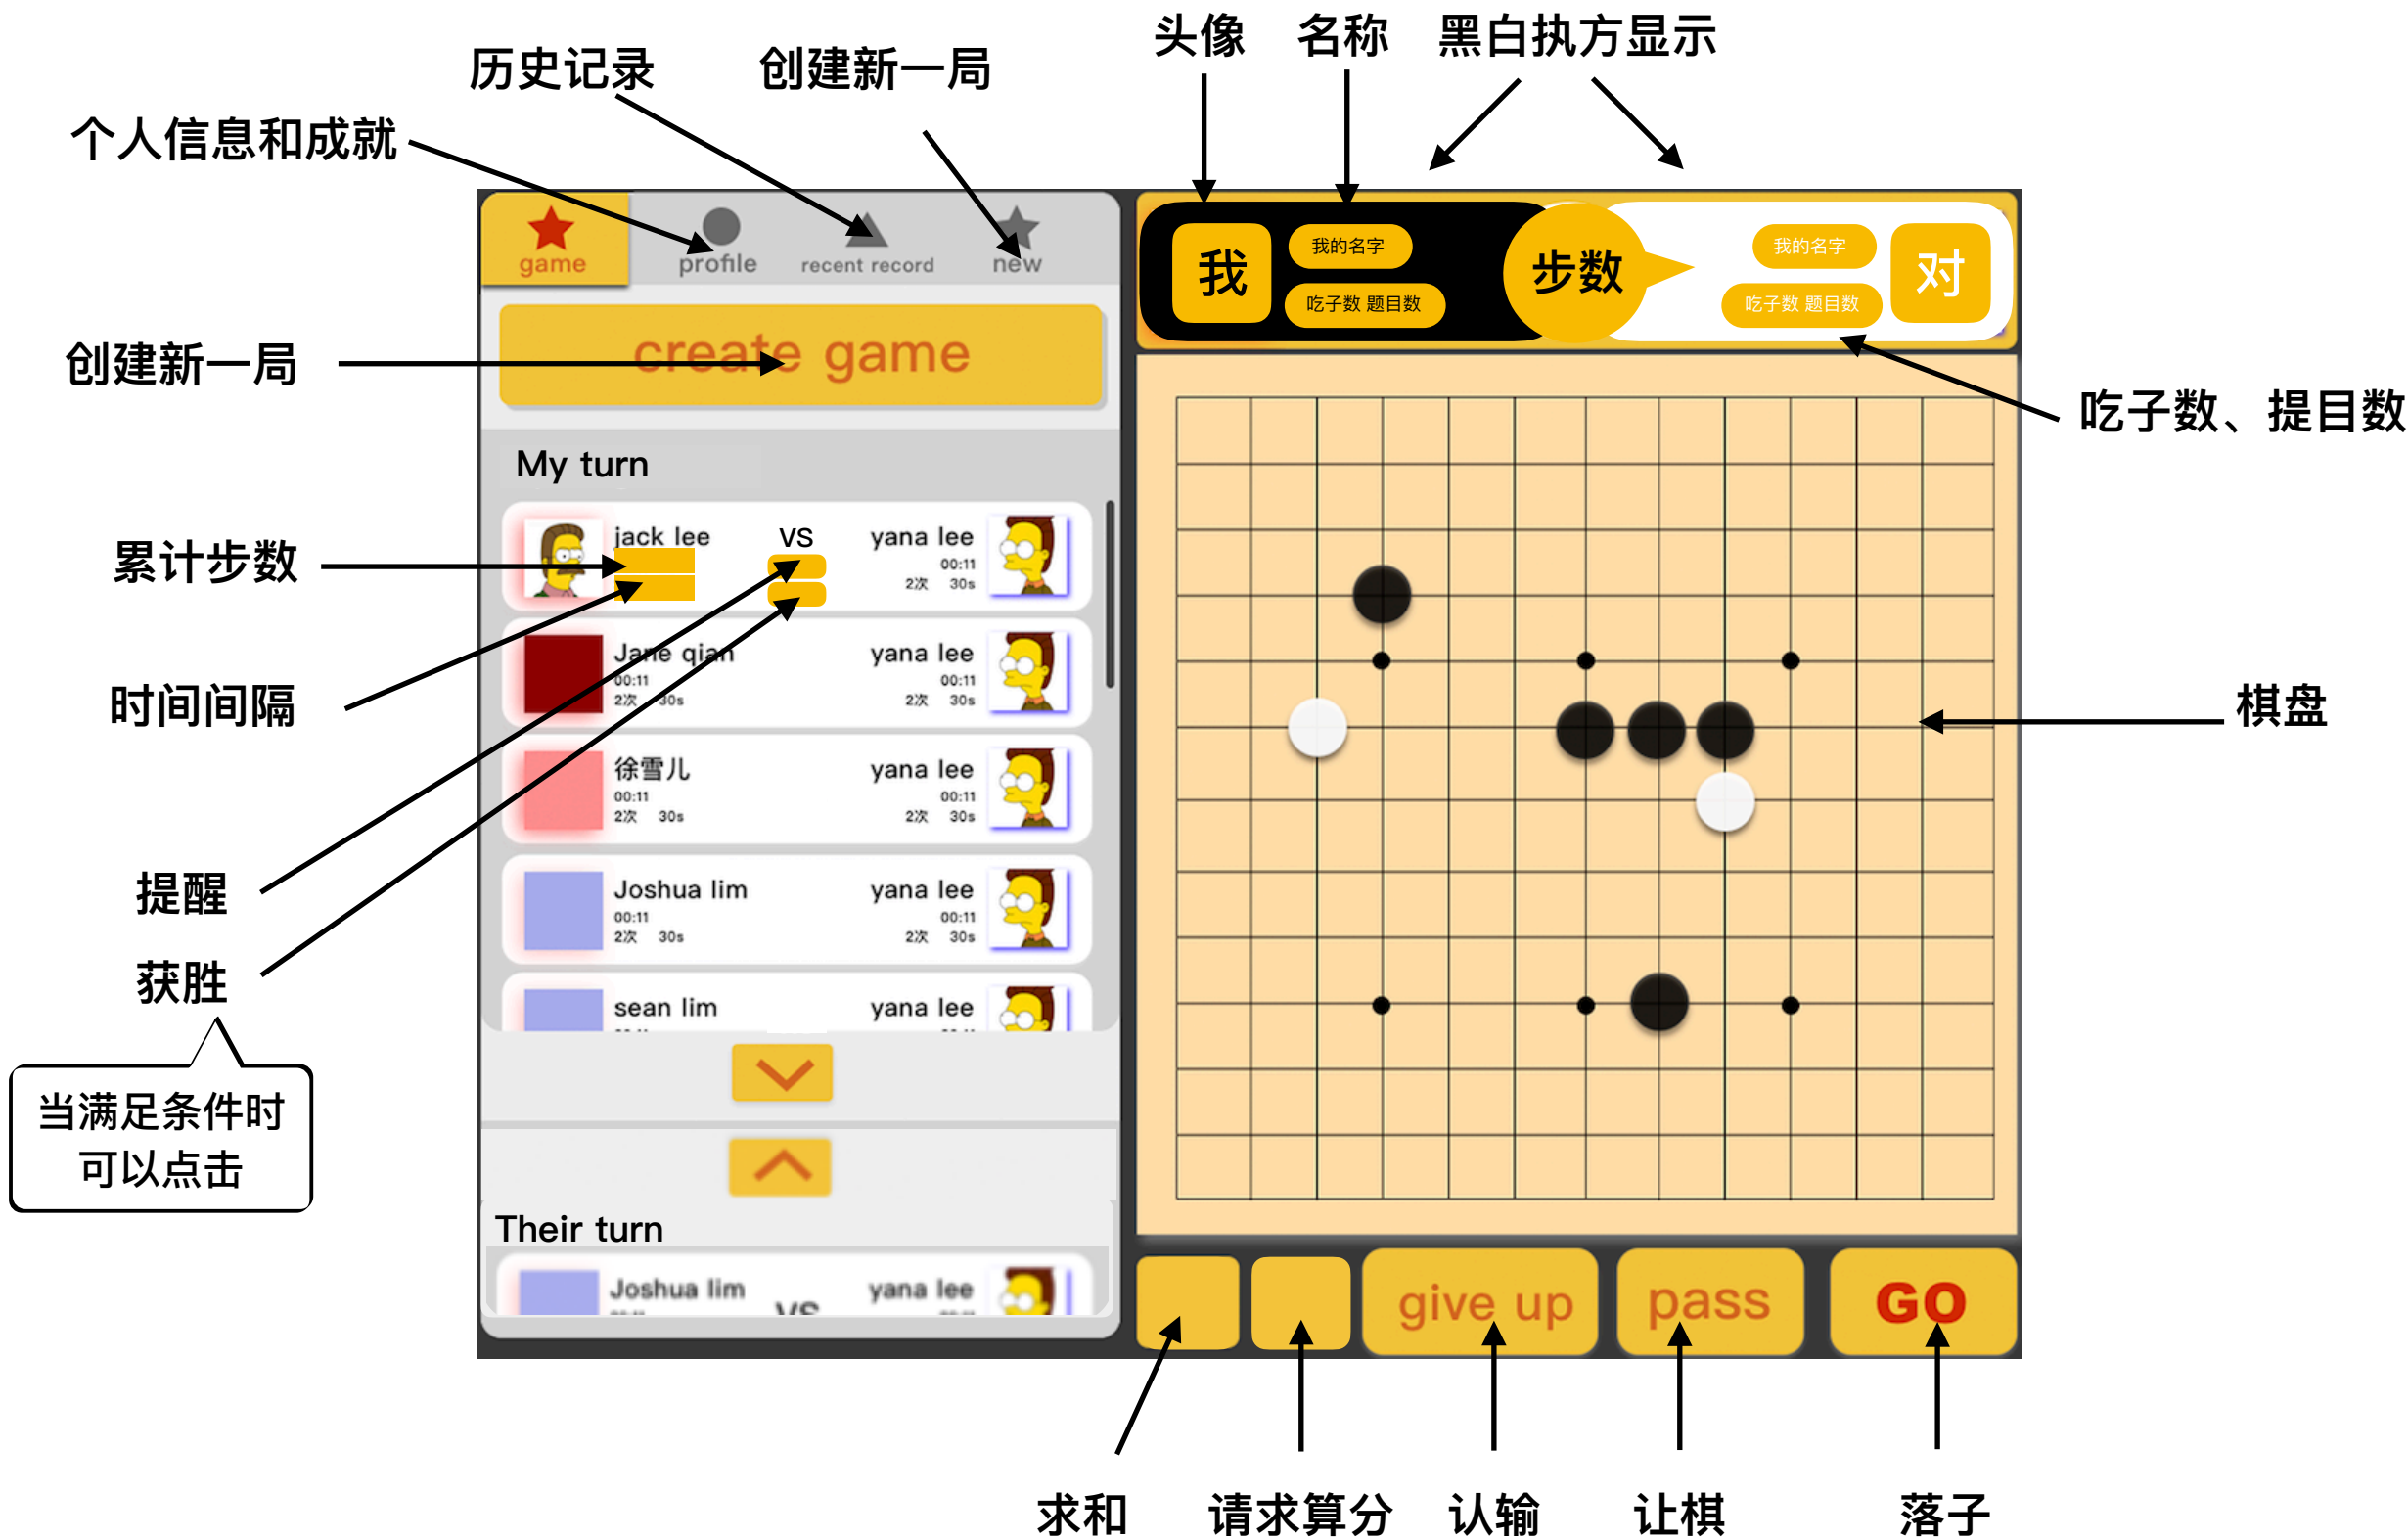 头像
名称
黑白执方显示
历史记录
创建新一局
个人信息和成就
game
profile
recent record
new
我
我的名字
吃子数 题目数
步数
我的名字
吃子数 题目数
对
创建新一局
create game
吃子数、提目数
My turn
累计步数
jack lee
vs
yana lee
00:11
2次 30s
时间间隔
Jane qian
00:11
2次 30s
yana lee
00:11
2次 30s
棋盘
徐雪儿
00:11
2次 30s
yana lee
00:11
2次 30s
提醒
Joshua lim
00:11
2次 30s
yana lee
00:11
2次 30s
获胜
sean lim
yana lee
当满足条件时
可以点击
Their turn
Joshua lim
vs
yana lee
give up
pass
GO
求和
请求算分
认输
让棋
落子